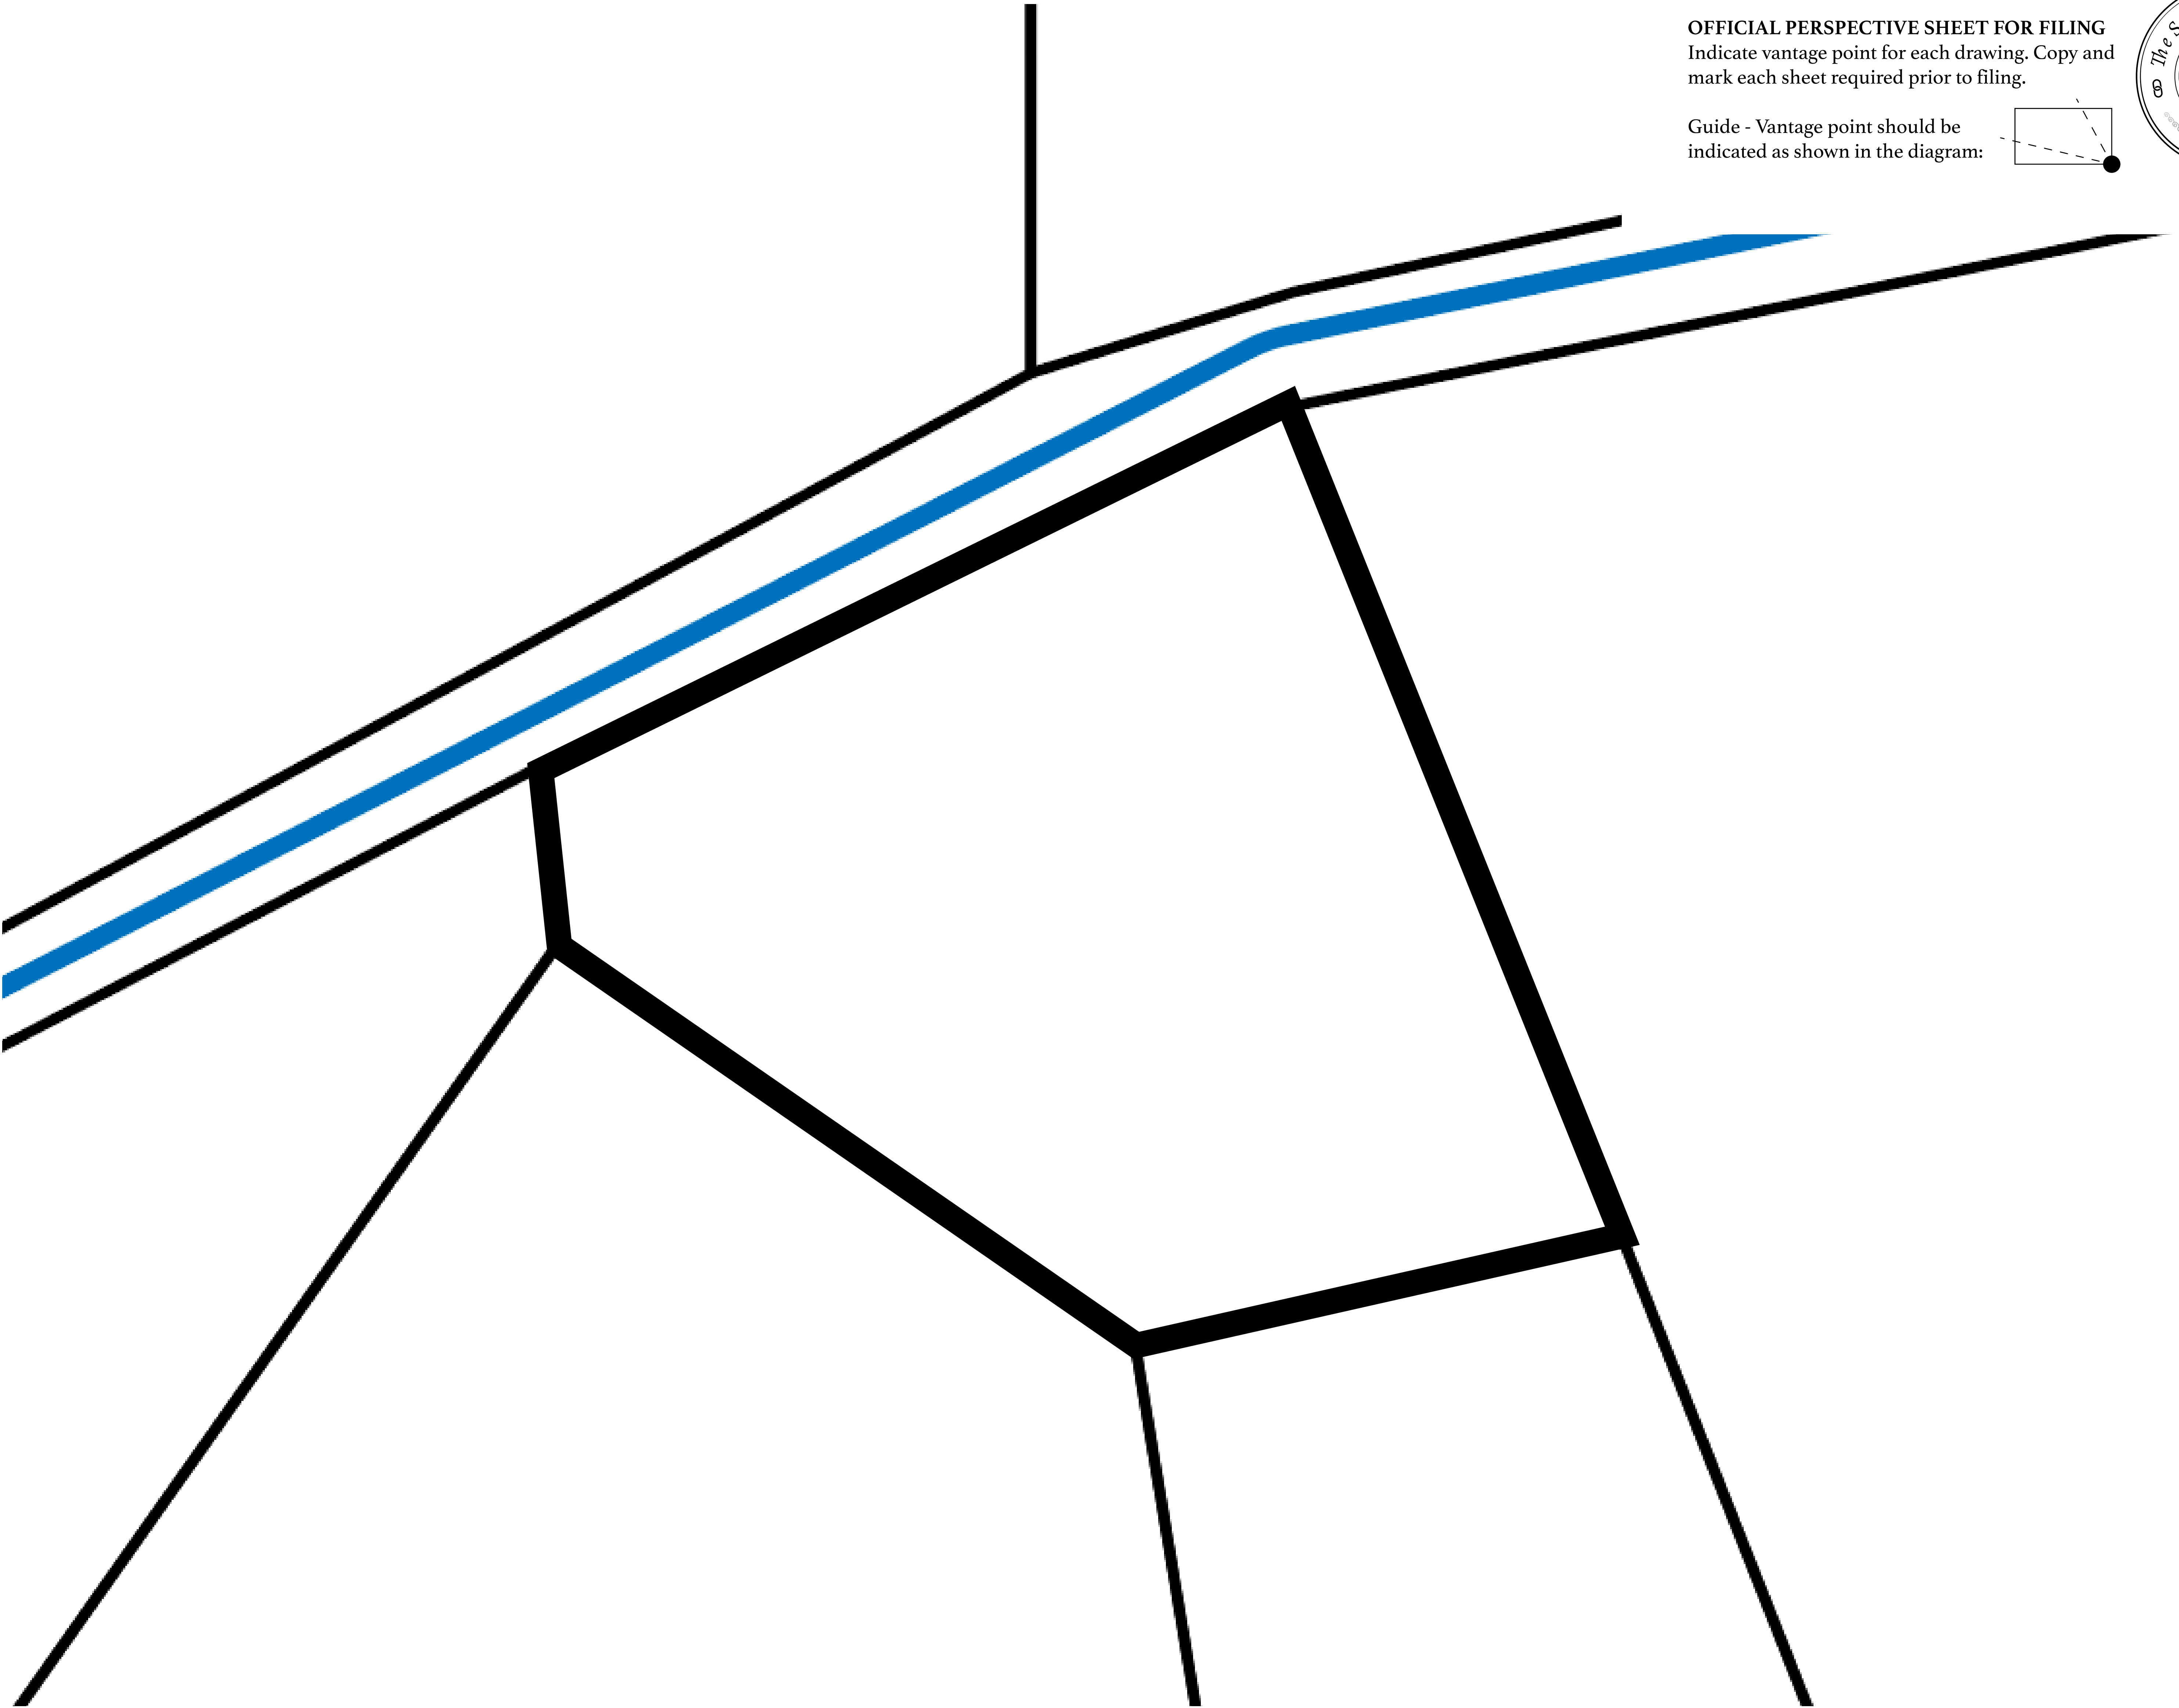 OFFICIAL PERSPECTIVE SHEET FOR FILING
Indicate vantage point for each drawing. Copy and
mark each sheet required prior to filing.
Guide - Vantage point should be
indicated as shown in the diagram:
The